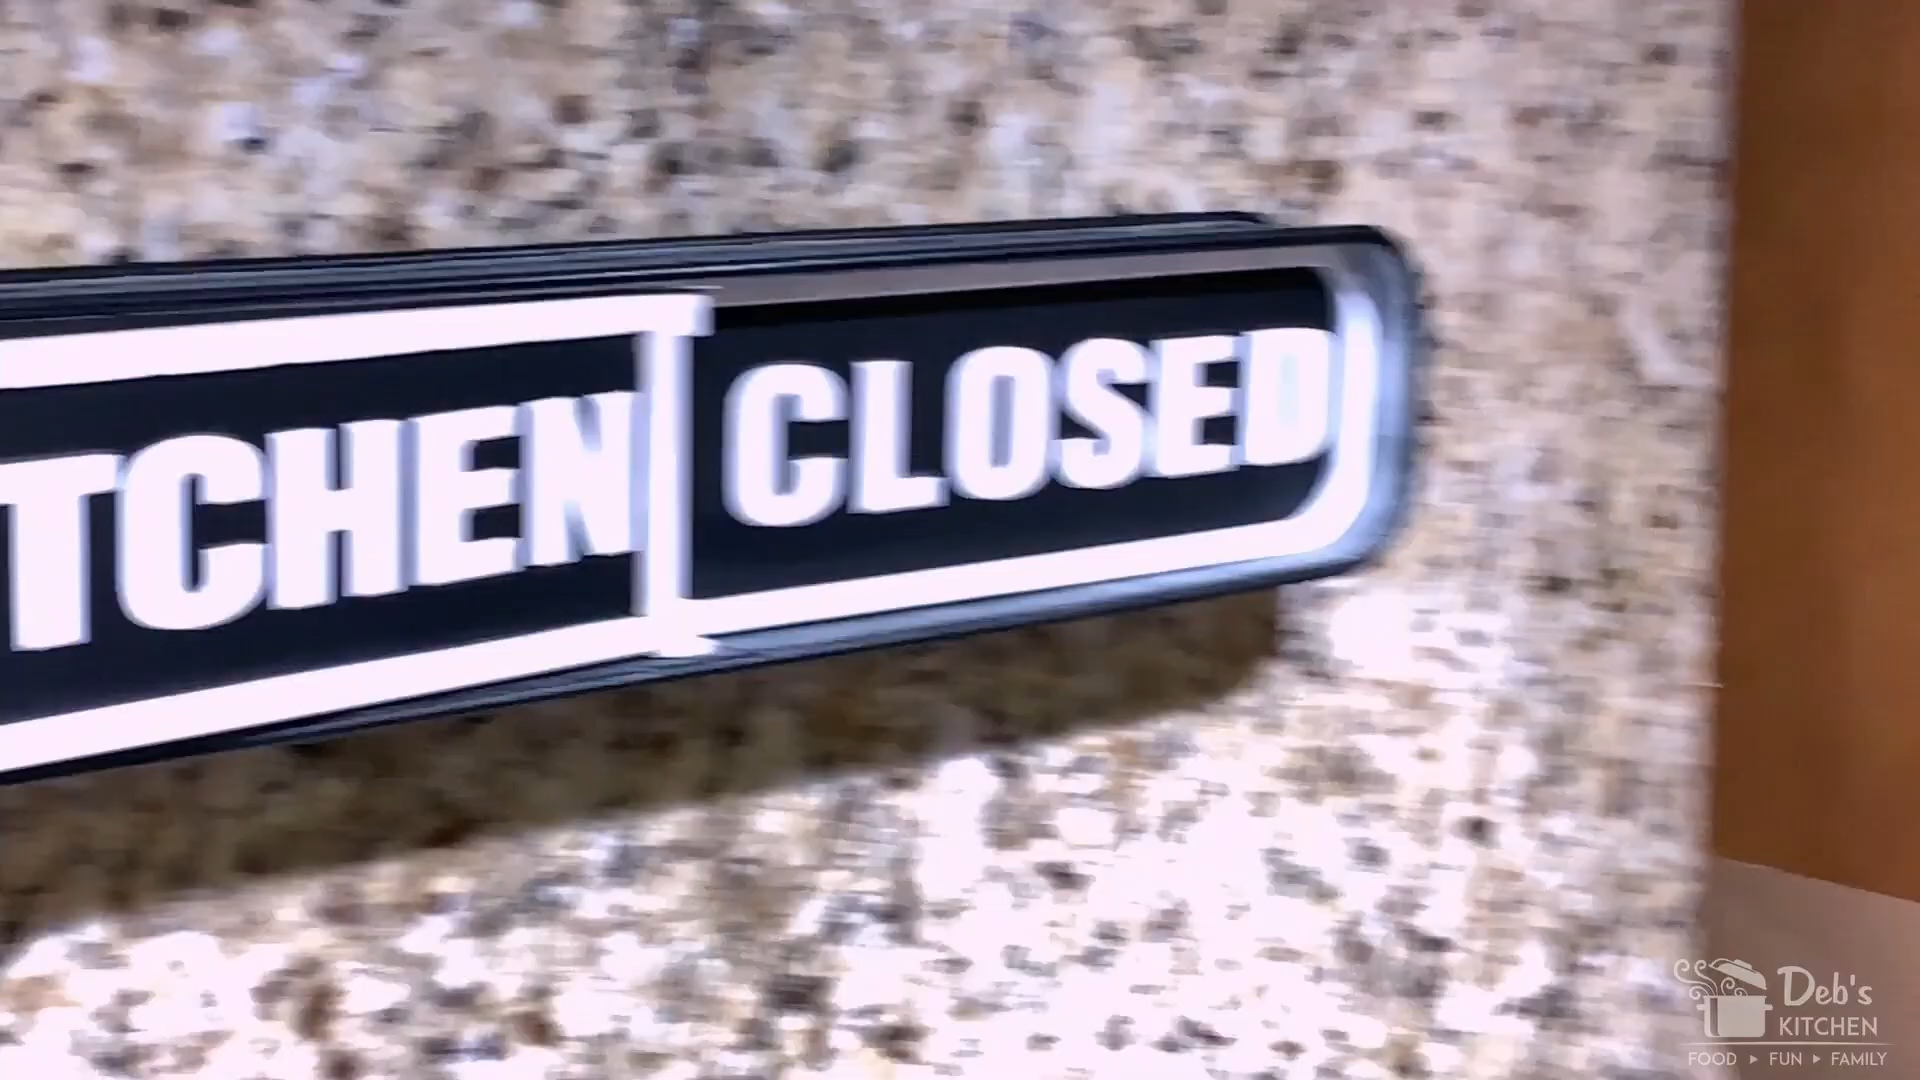 TCHEN CLOSED
Deb's
KITCHEN
FOOD ▸ FUN ▸ FAMILY